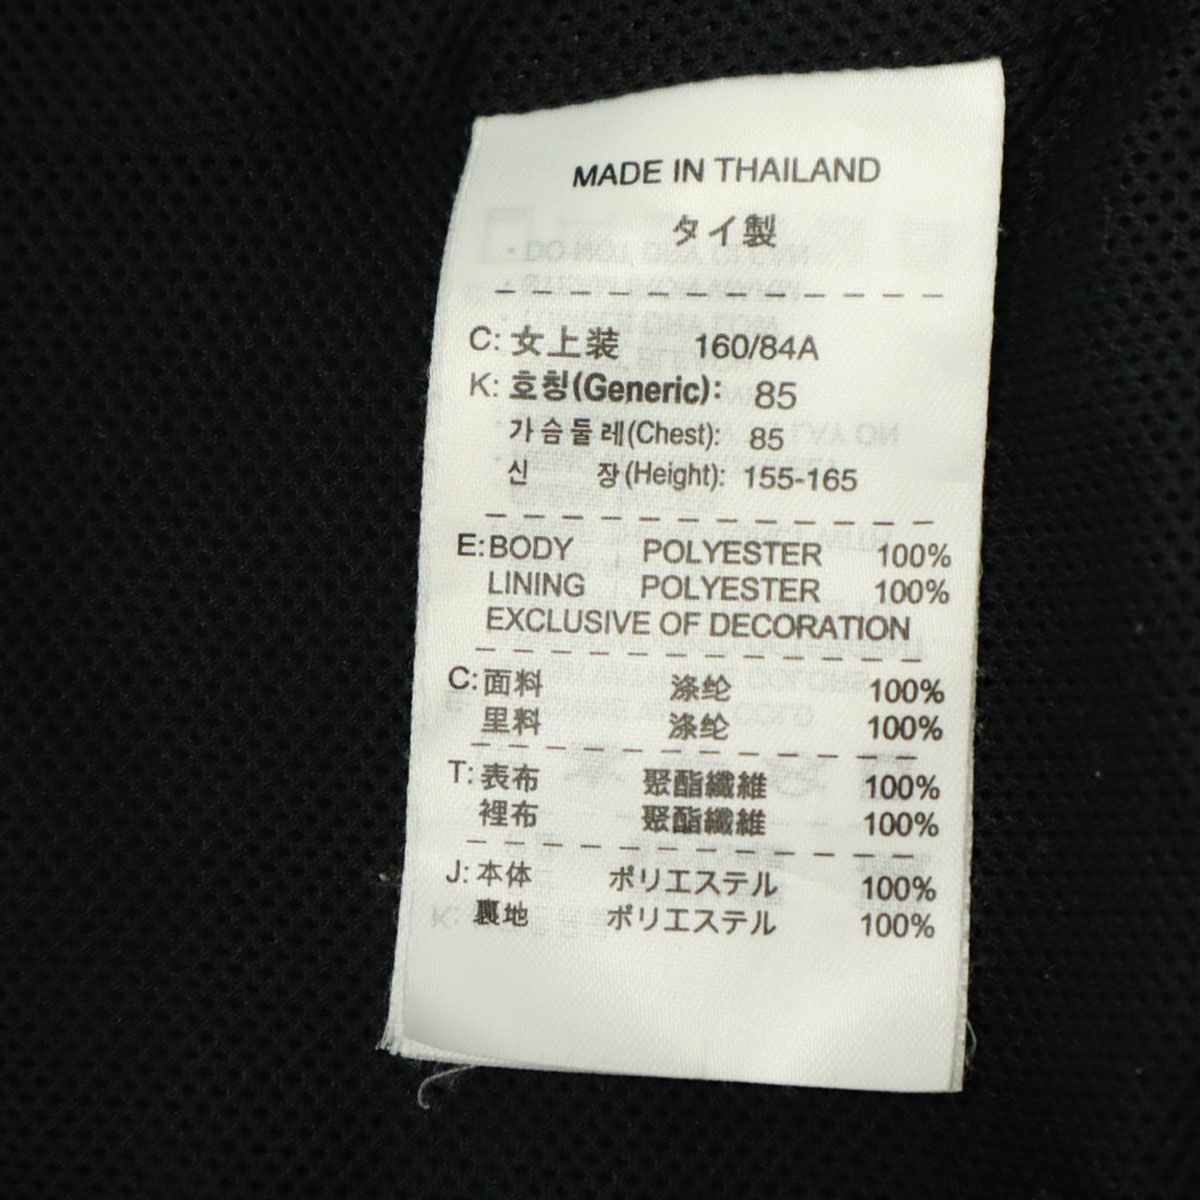 MADE IN THAILAND
タイ製
C: 女上装 160/84A
K: 호칭(Generic): 85
가슴둘레(Chest): 85
신 장(Height): 155-165
E: BODY POLYESTER 100%
LINING POLYESTER 100%
EXCLUSIVE OF DECORATION
C: 面料 涤纶 100%
里料 涤纶 100%
T: 表布 聚酯纖維 100%
裡布 聚酯纖維 100%
J: 本体 ポリエステル 100%
裏地 ポリエステル 100%